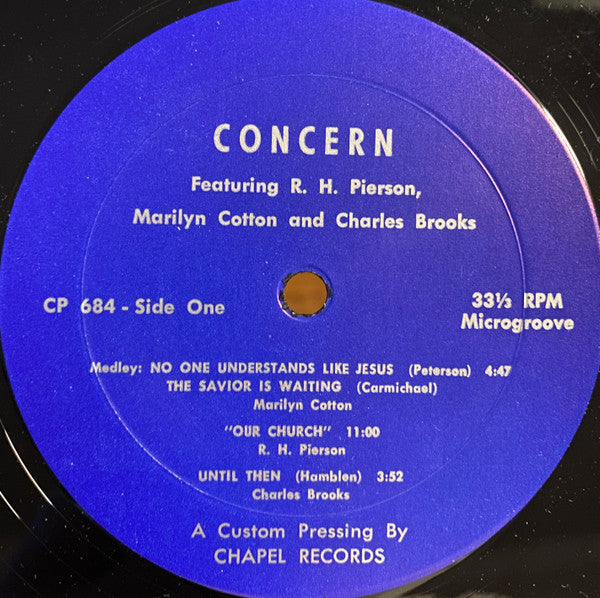 CONCERN
Featuring R. H. Pierson,
Marilyn Cotton and Charles Brooks
CP 684 - Side One
33⅓ RPM
Microgroove
Medley: NO ONE UNDERSTANDS LIKE JESUS (Peterson) 4:47
THE SAVIOR IS WAITING (Carmichael)
Marilyn Cotton
"OUR CHURCH" 11:00
R. H. Pierson
UNTIL THEN (Hamblen) 3:52
Charles Brooks
A Custom Pressing By
CHAPEL RECORDS